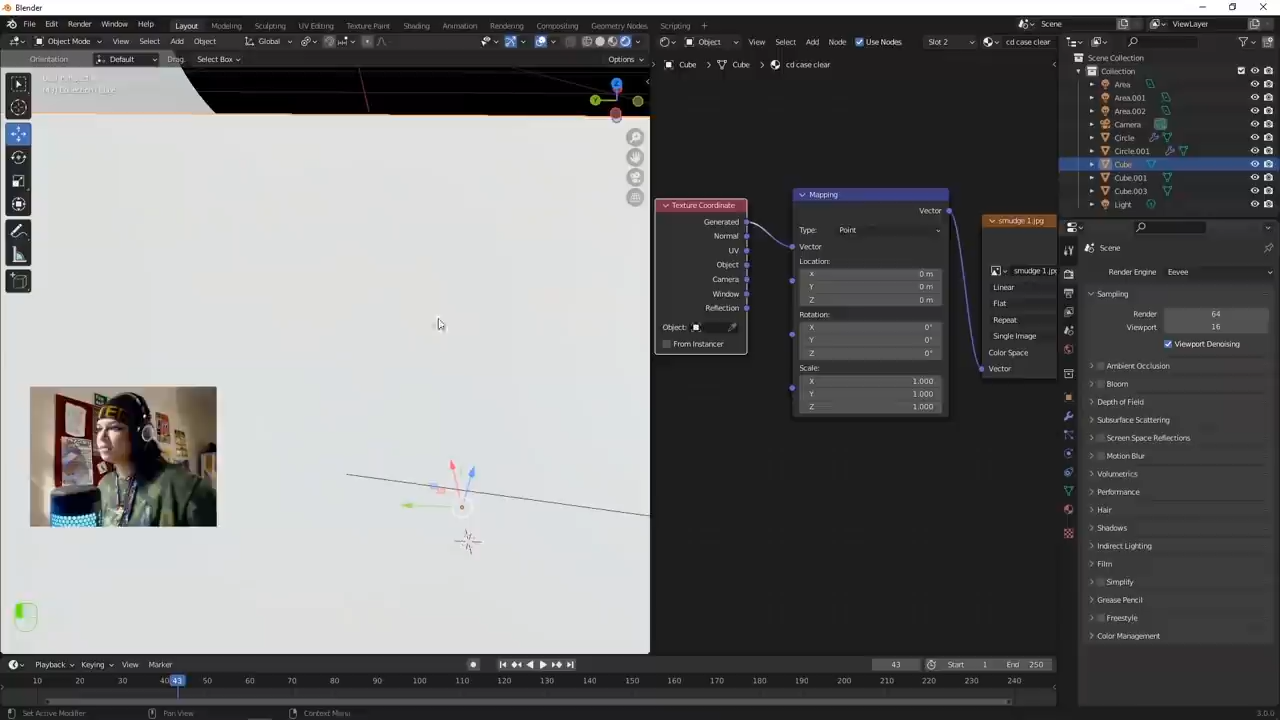 Blender
File Edit Render Window Help Layout Modeling Sculpting UV Editing Texture Paint Shading Animation Rendering Compositing Geometry Nodes Scripting + Scene ViewLayer
Object Mode View Select Add Object Global Object View Select Add Node Use Nodes Slot 2 cd case clear
Orientation Default Drag: Select Box Options Cube Cube cd case clear
Scene Collection
Collection
Area
Area.001
Area.002
Camera
Circle
Circle.001
Cube
Cube.001
Cube.003
Light
Texture Coordinate
Generated
Normal
UV
Object
Camera
Window
Reflection
Object:
From Instancer
Mapping
Vector
Type: Point
Vector
Location:
X 0 m
Y 0 m
Z 0 m
Rotation:
X 0°
Y 0°
Z 0°
Scale:
X 1.000
Y 1.000
Z 1.000
smudge 1.jpg
smudge 1.jpg
Linear
Flat
Repeat
Single Image
Color Space
Vector
Scene
Render Engine Eevee
Sampling
Render 64
Viewport 16
Viewport Denoising
Ambient Occlusion
Bloom
Depth of Field
Subsurface Scattering
Screen Space Reflections
Motion Blur
Volumetrics
Performance
Hair
Shadows
Indirect Lighting
Film
Simplify
Grease Pencil
Freestyle
Color Management
Playback Keying View Marker 43 Start 1 End 250
10 20 30 40 43 50 60 70 80 90 100 110 120 130 140 150 160 170 180 190 200 210 220 230 240
Set Active Modifier Pan View Context Menu 3.0.0